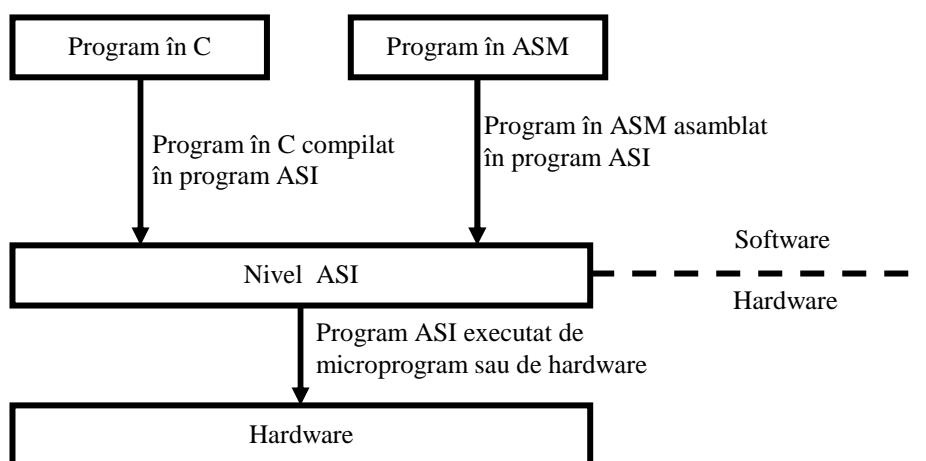 Program în C
Program în ASM
Program în C compilat
în program ASI
Program în ASM asamblat
în program ASI
Software
Nivel ASI
Hardware
Program ASI executat de
microprogram sau de hardware
Hardware